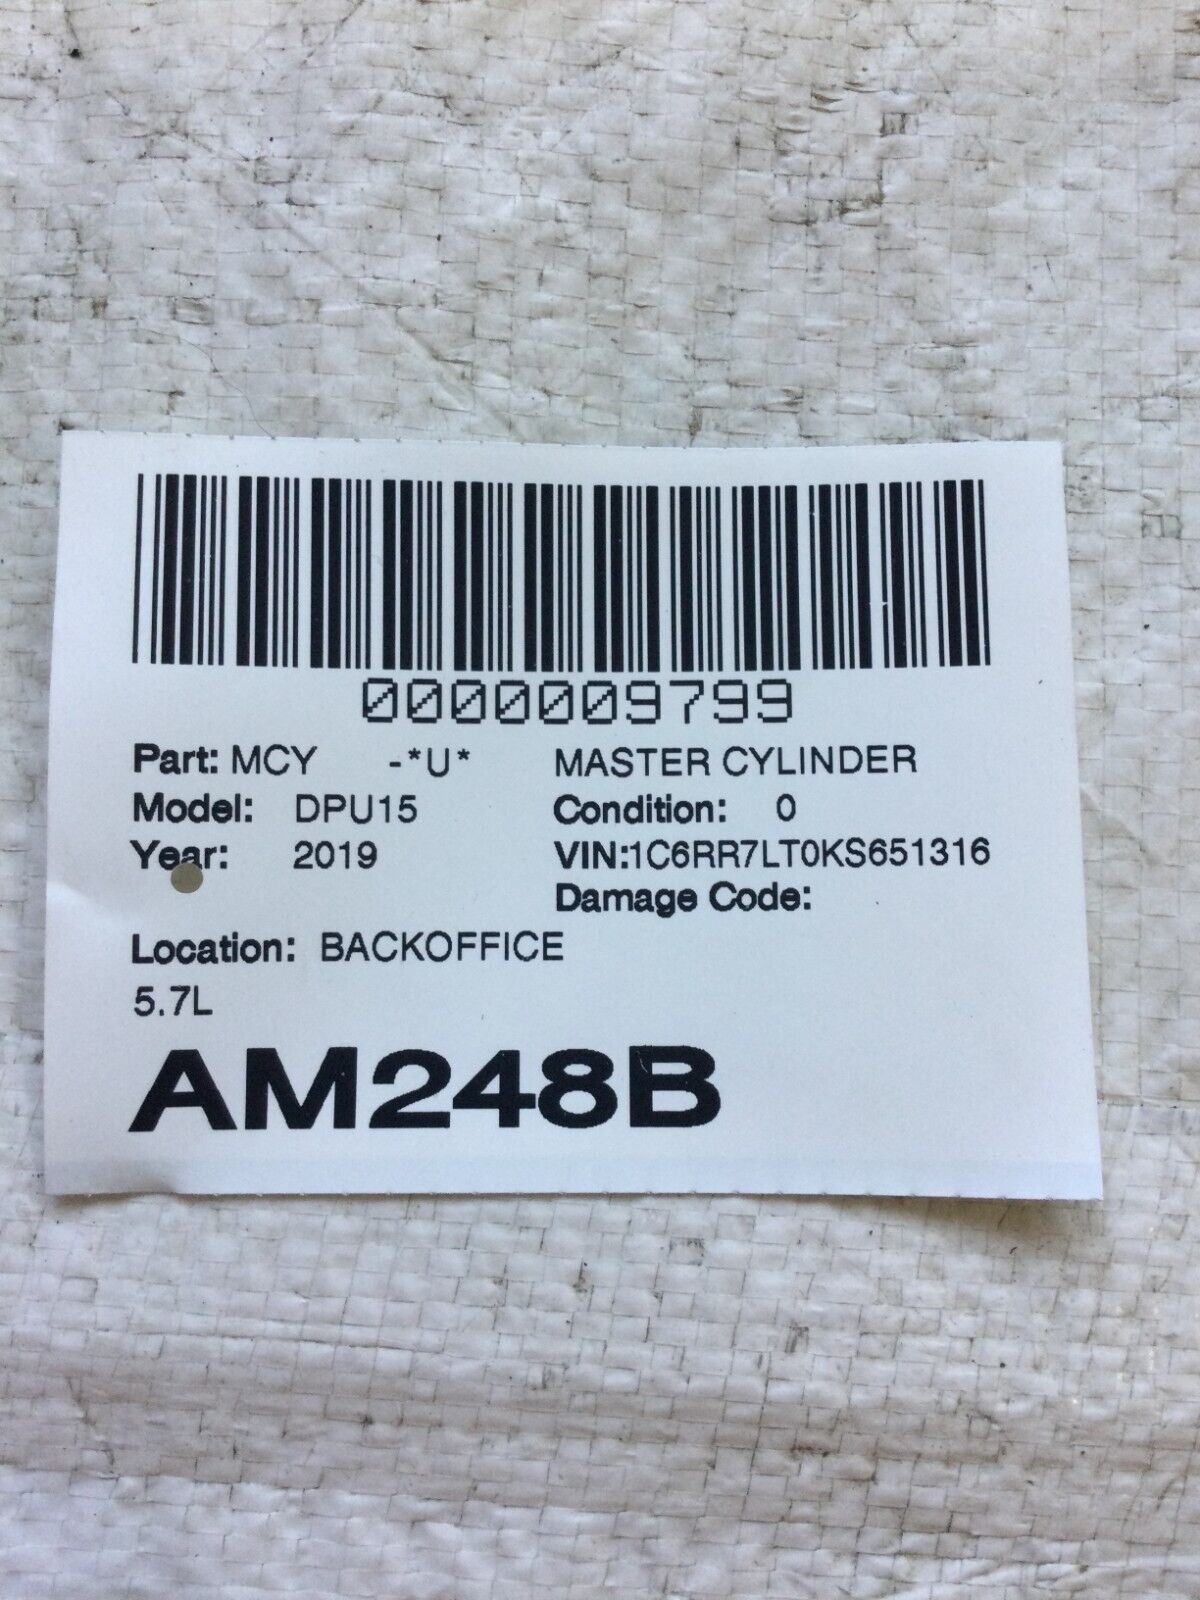 0000009799
Part: MCY -*U* MASTER CYLINDER
Model: DPU15 Condition: 0
Year: 2019 VIN:1C6RR7LT0KS651316
Damage Code:
Location: BACKOFFICE
5.7L
AM248B